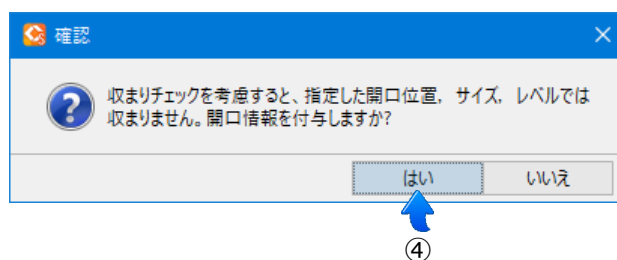 確認
収まりチェックを考慮すると、指定した開口位置，サイズ，レベルでは
収まりません。開口情報を付与しますか?
はい いいえ
④